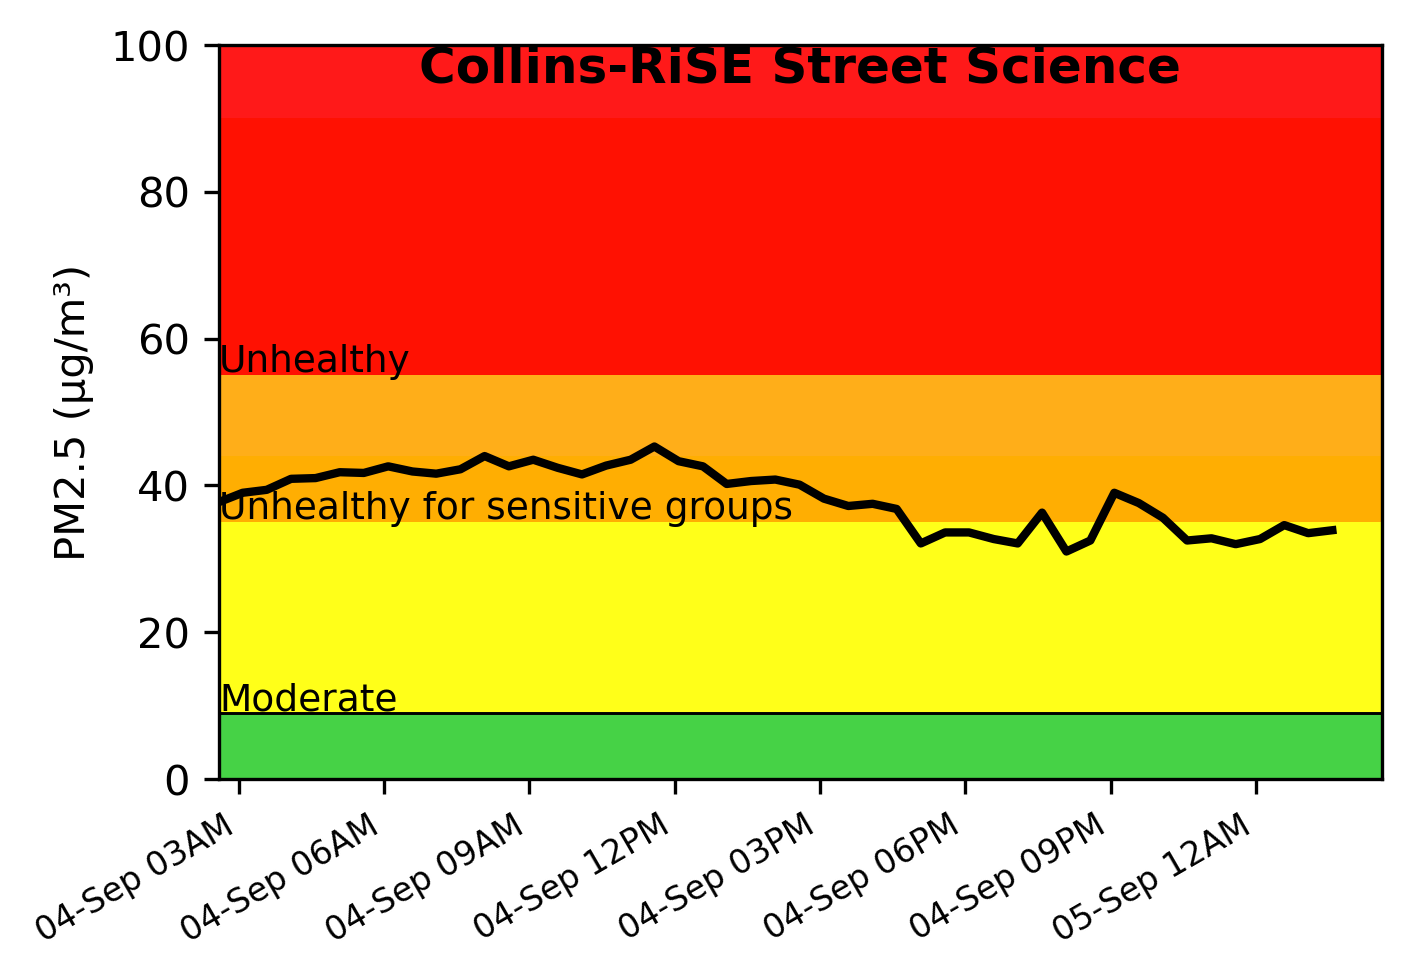 Collins-RiSE Street Science
PM2.5 (µg/m³)
100
80
60
40
20
0
Unhealthy
Unhealthy for sensitive groups
Moderate
04-Sep 03AM
04-Sep 06AM
04-Sep 09AM
04-Sep 12PM
04-Sep 03PM
04-Sep 06PM
04-Sep 09PM
05-Sep 12AM